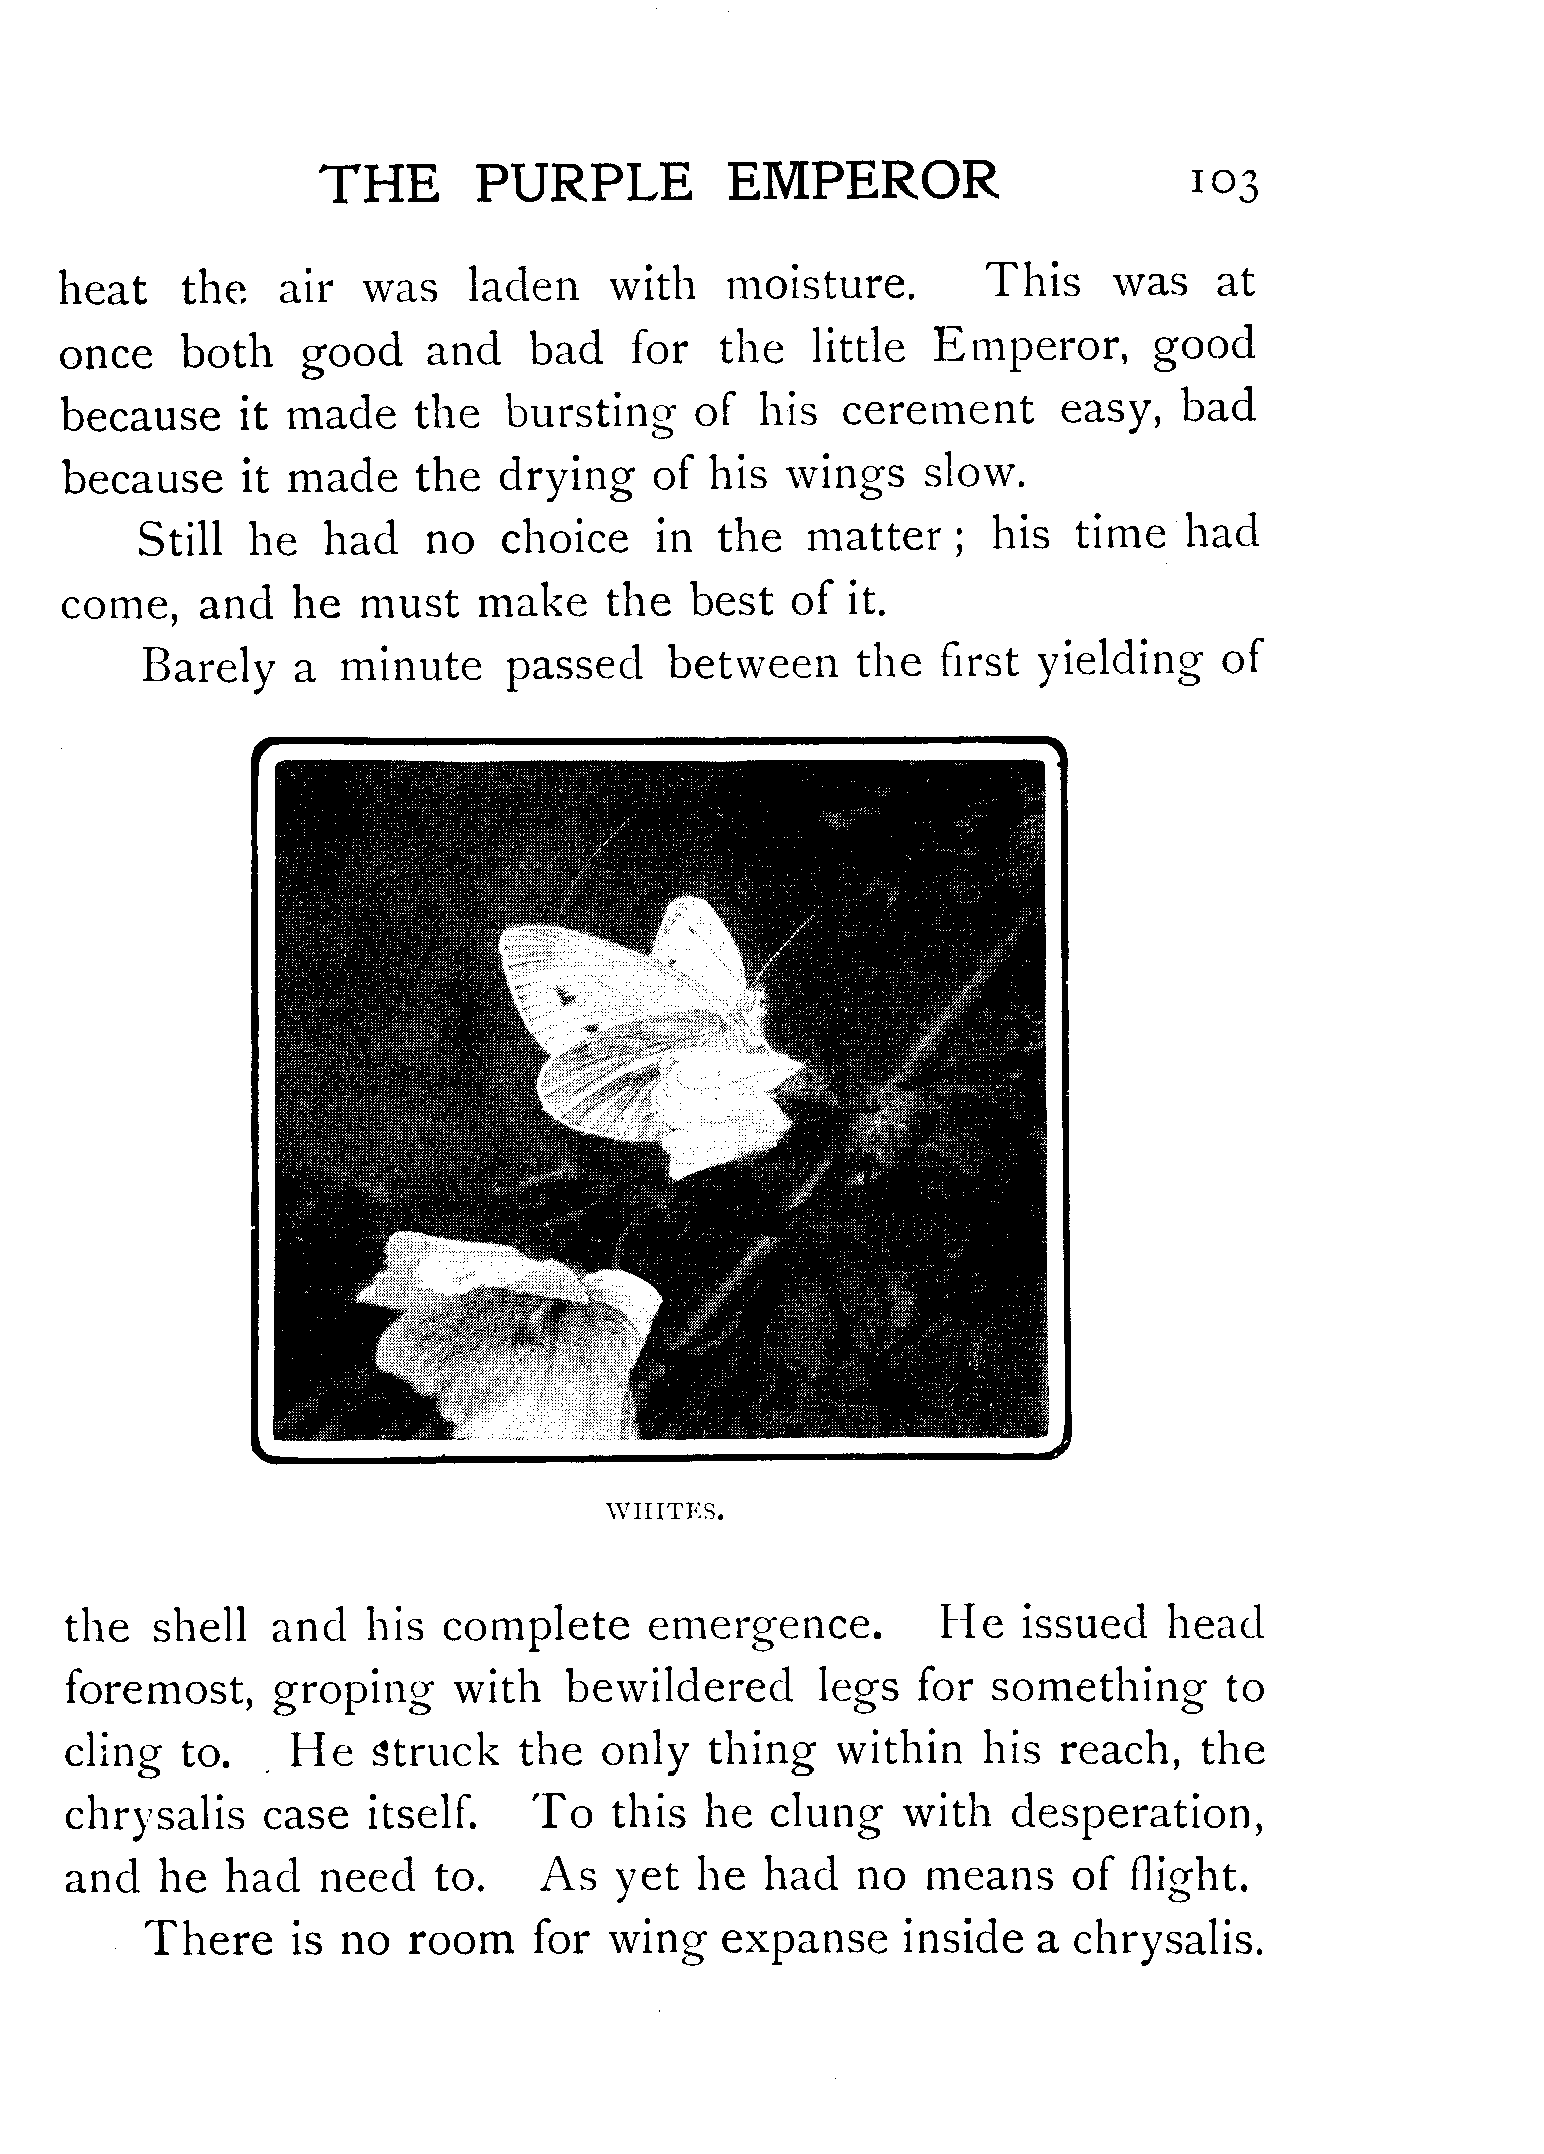 THE PURPLE EMPEROR 103
heat the air was laden with moisture. This was at
once both good and bad for the little Emperor, good
because it made the bursting of his cerement easy, bad
because it made the drying of his wings slow.
Still he had no choice in the matter; his time had
come, and he must make the best of it.
Barely a minute passed between the first yielding of
WHITES.
the shell and his complete emergence. He issued head
foremost, groping with bewildered legs for something to
cling to. He struck the only thing within his reach, the
chrysalis case itself. To this he clung with desperation,
and he had need to. As yet he had no means of flight.
There is no room for wing expanse inside a chrysalis.